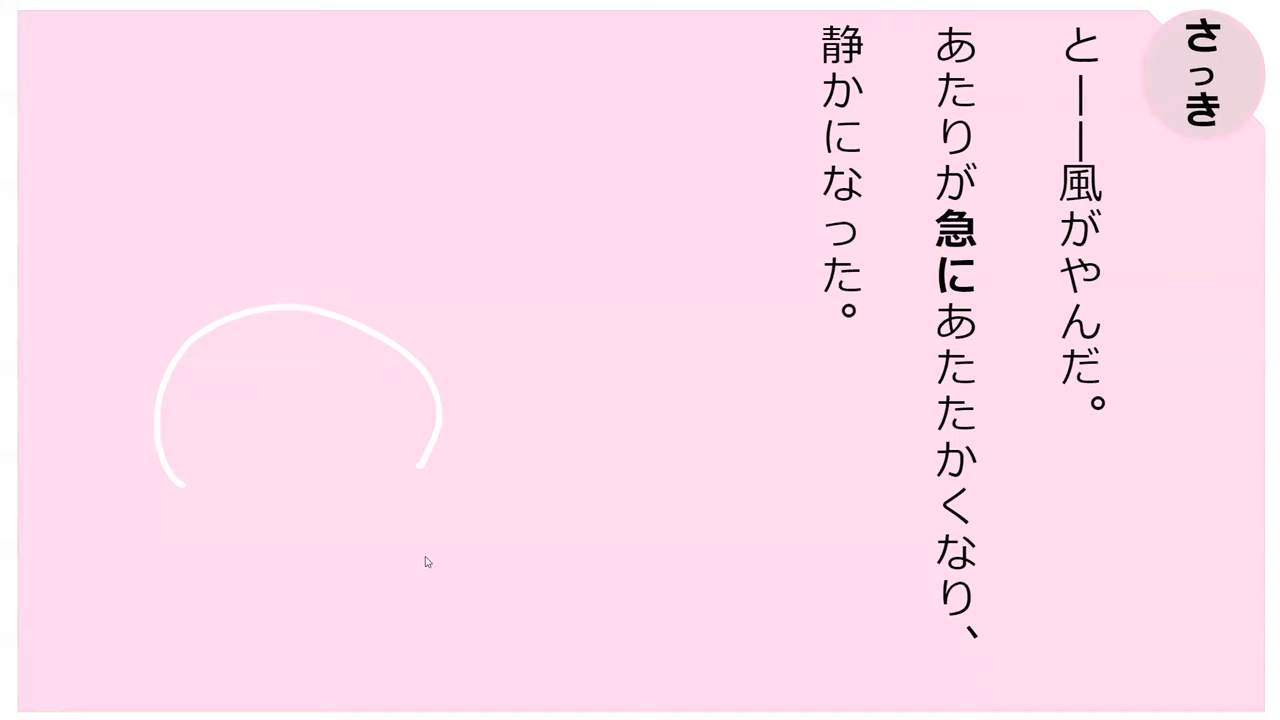 さっき
と——風がやんだ。
あたりが急にあたたかくなり、
静かになった。